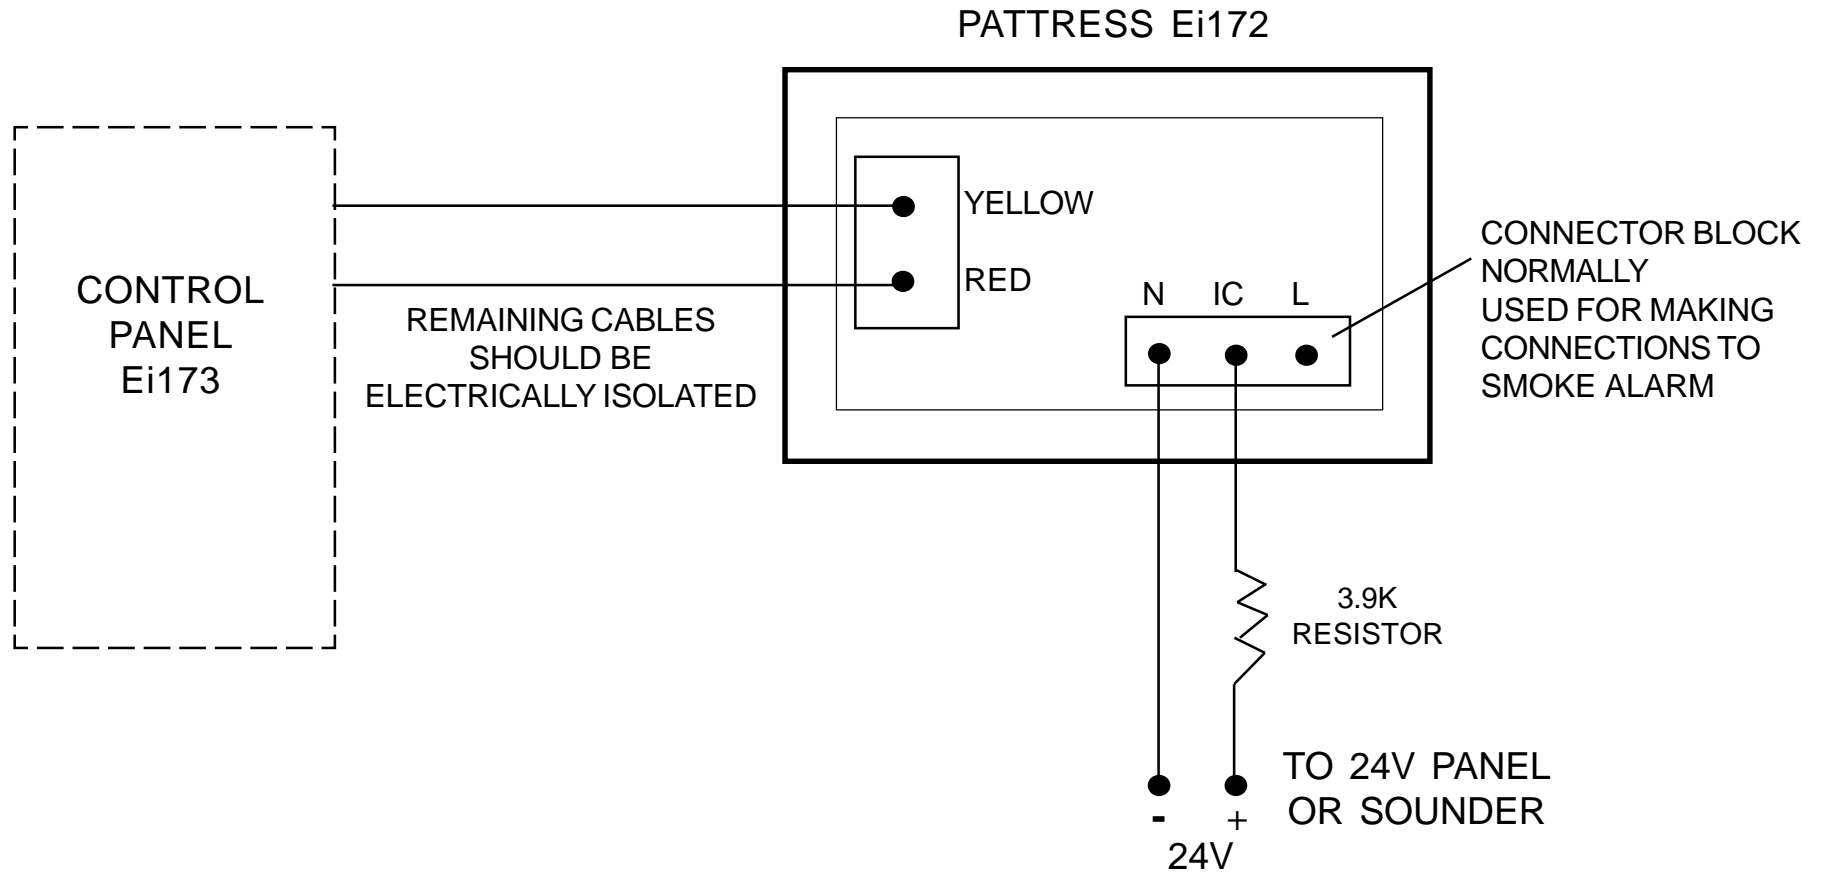 PATTRESS Ei172
CONTROL
PANEL
Ei173
REMAINING CABLES
SHOULD BE
ELECTRICALLY ISOLATED
YELLOW
RED
N IC L
CONNECTOR BLOCK
NORMALLY
USED FOR MAKING
CONNECTIONS TO
SMOKE ALARM
3.9K
RESISTOR
TO 24V PANEL
OR SOUNDER
- +
24V